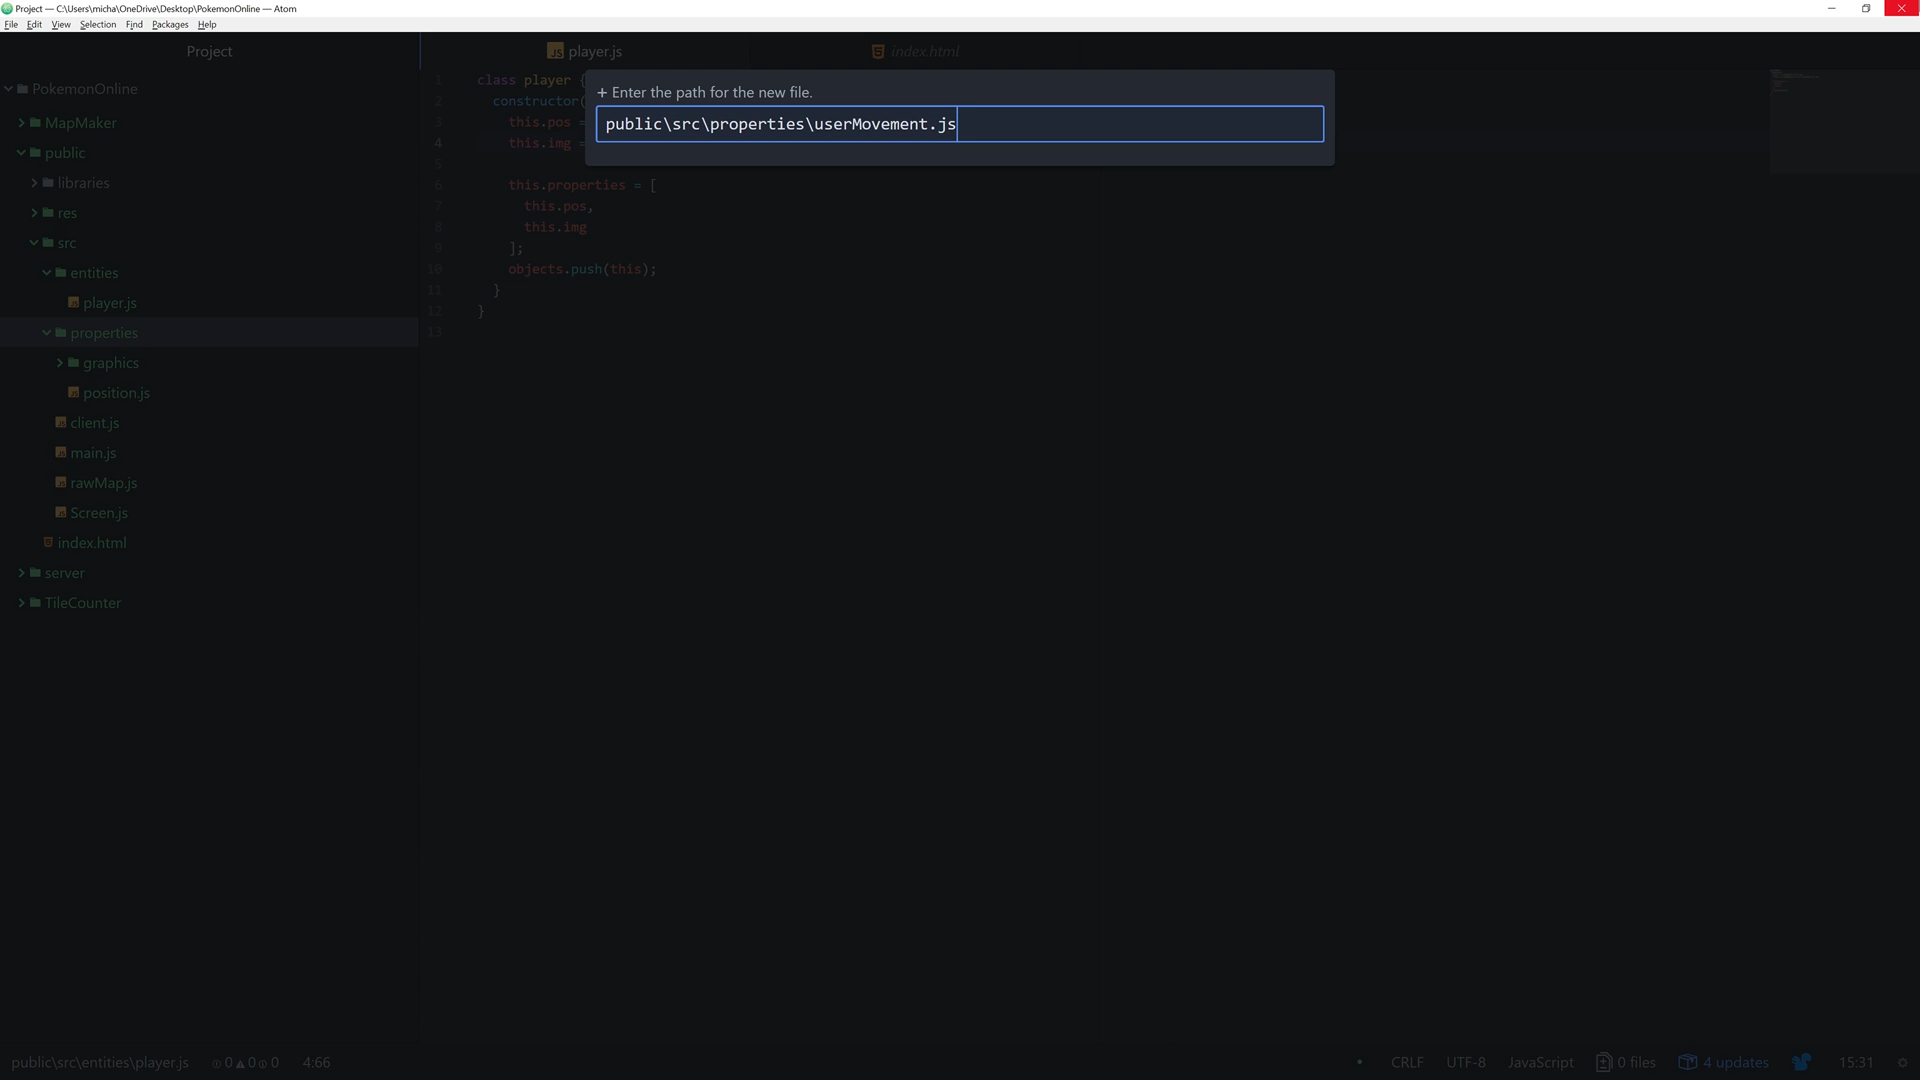 Project — C:\Users\micha\OneDrive\Desktop\PokemonOnline — Atom
File Edit View Selection Find Packages Help
Project
player.js
index.html
PokemonOnline
MapMaker
public
libraries
res
src
entities
player.js
properties
graphics
position.js
client.js
main.js
rawMap.js
Screen.js
index.html
server
TileCounter
+ Enter the path for the new file.
public\src\properties\userMovement.js
1 class player {
2 constructor(
3 this.pos =
4 this.img =
5
6 this.properties = [
7 this.pos,
8 this.img
9 ];
10 objects.push(this);
11 }
12 }
13
public\src\entities\player.js 0 0 0 4:66
CRLF UTF-8 JavaScript 0 files 4 updates 15:31